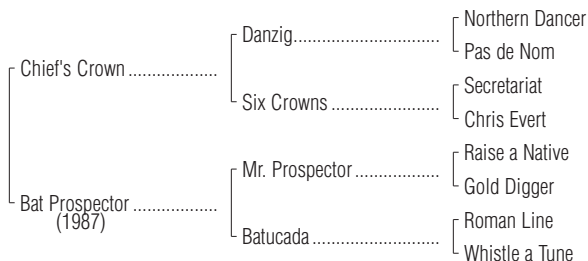 Northern Dancer
Danzig
Pas de Nom
Chief's Crown
Secretariat
Six Crowns
Chris Evert
Raise a Native
Mr. Prospector
Gold Digger
Bat Prospector
(1987)
Roman Line
Batucada
Whistle a Tune